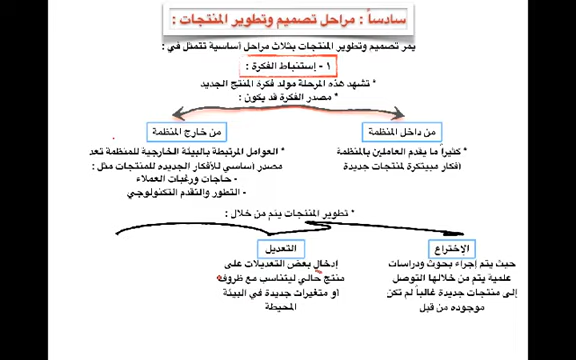 سادساً : مراحل تصميم وتطوير المنتجات :
يمر تصميم وتطوير المنتجات بثلاث مراحل أساسية تتمثل في :
١ - إستنباط الفكرة :
* تشهد هذه المرحلة مولد فكرة المنتج الجديد
* مصدر الفكرة قد يكون :
من داخل المنظمة
* كثيراً ما يقدم العاملين بالمنظمة
أفكار مبتكرة لمنتجات جديدة
من خارج المنظمة
* العوامل المرتبطة بالبيئة الخارجية للمنظمة تعد
مصدر إساسي للأفكار الجديده للمنتجات مثل :
- حاجات ورغبات العملاء
- التطور والتقدم التكنولوجي
* تطوير المنتجات يتم من خلال :
الإختراع
حيث يتم إجراء بحوث ودراسات
علمية يتم من خلالها التوصل
إلى منتجات جديدة غالباً لم تكن
موجوده من قبل
التعديل
إدخال بعض التعديلات على
منتج حالي ليتناسب مع ظروف
او متغيرات جديدة في البيئة
المحيطة